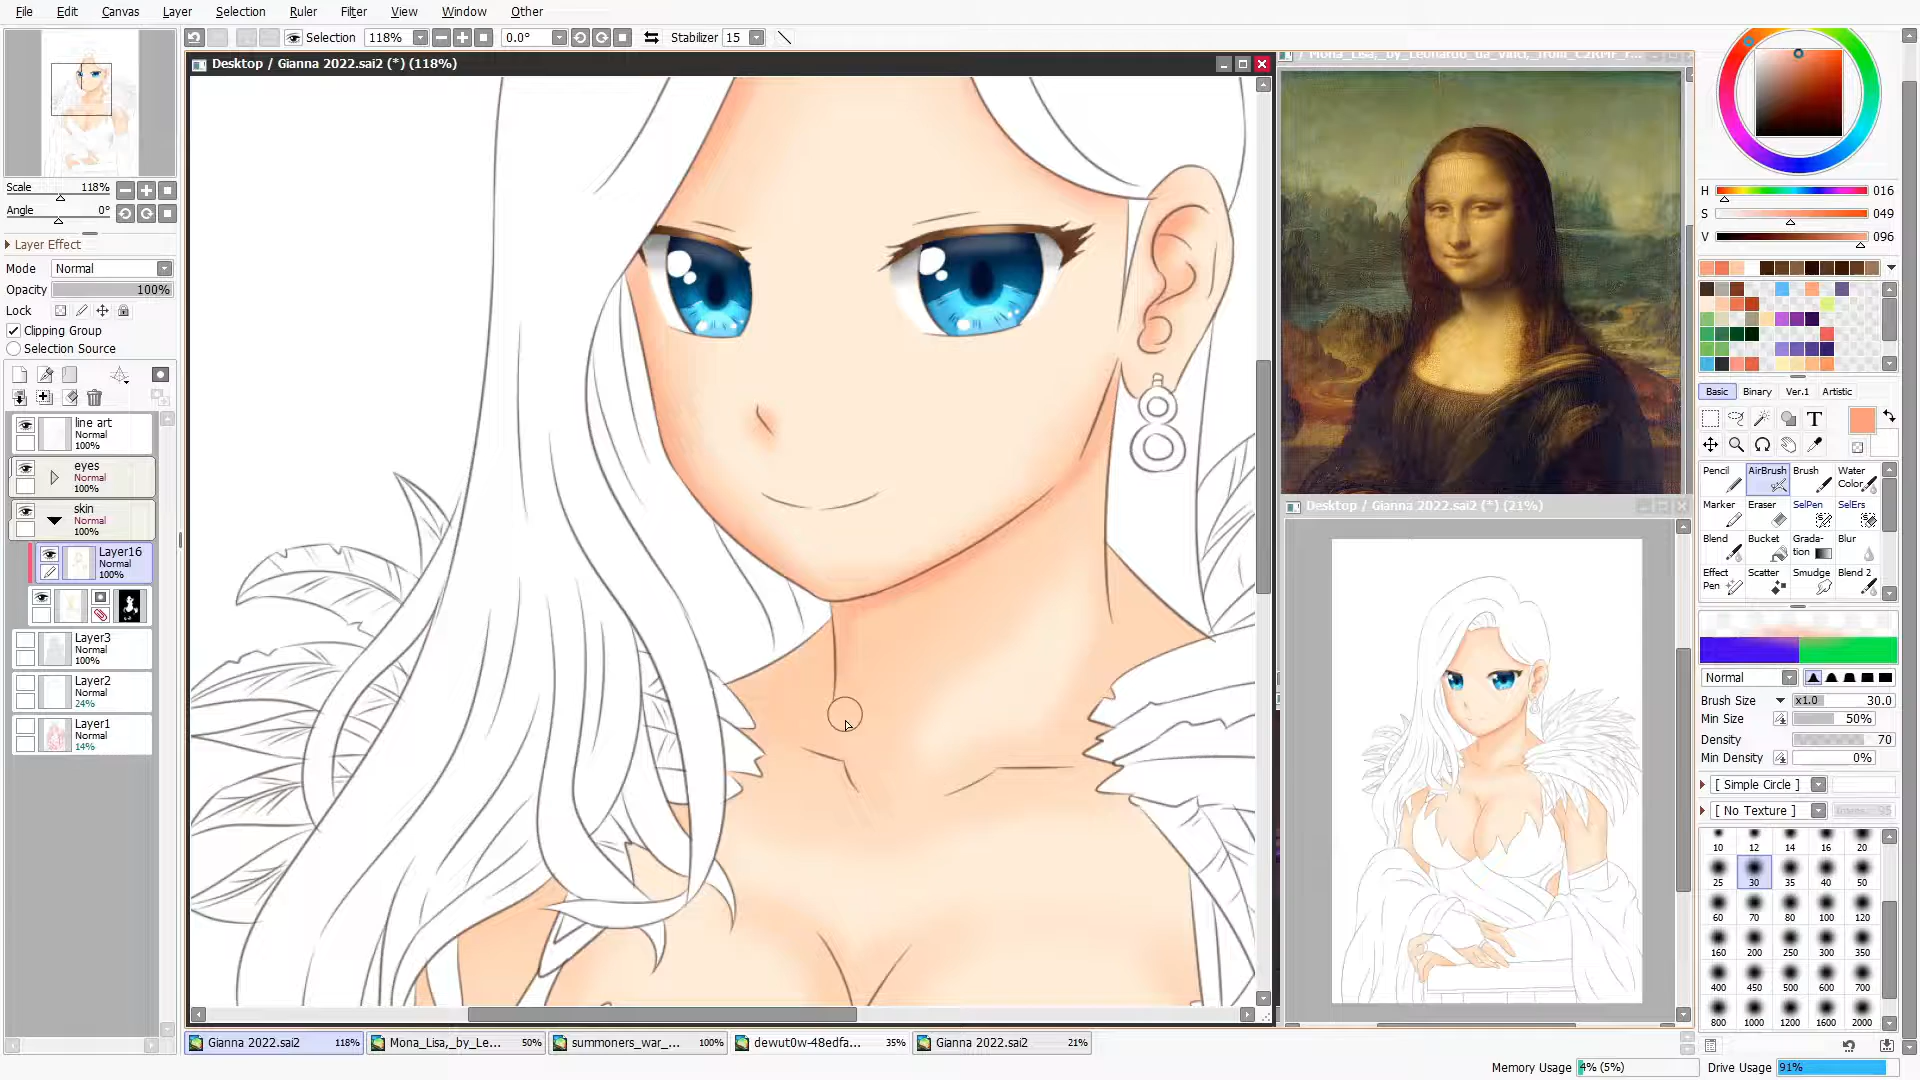 File Edit Canvas Layer Selection Ruler Filter View Window Other
Selection 118% 0.0° Stabilizer 15
Desktop / Gianna 2022.sai2 (*) (118%)
Scale 118%
Angle 0°
Layer Effect
Mode Normal
Opacity 100%
Lock
Clipping Group
Selection Source
line art
Normal
100%
eyes
Normal
100%
skin
Normal
100%
Layer16
Normal
100%
Layer3
Normal
100%
Layer2
Normal
24%
Layer1
Normal
14%
Desktop / Gianna 2022.sai2 (*) (21%)
H 016
S 049
V 096
Basic Binary Ver.1 Artistic
T
Pencil AirBrush Brush Water Color
Marker Eraser SelPen SelErs
Blend Bucket Grada-tion Blur
Effect Pen Scatter Smudge Blend 2
Normal
Brush Size x1.0 30.0
Min Size 50%
Density 70
Min Density 0%
[ Simple Circle ]
[ No Texture ]
10 12 14 16 20
25 30 35 40 50
60 70 80 100 120
160 200 250 300 350
400 450 500 600 700
800 1000 1200 1600 2000
Gianna 2022.sai2 118%
Mona_Lisa,_by_Le... 50%
summoners_war_... 100%
dewut0w-48edfa... 35%
Gianna 2022.sai2 21%
Memory Usage 4% (5%) Drive Usage 91%